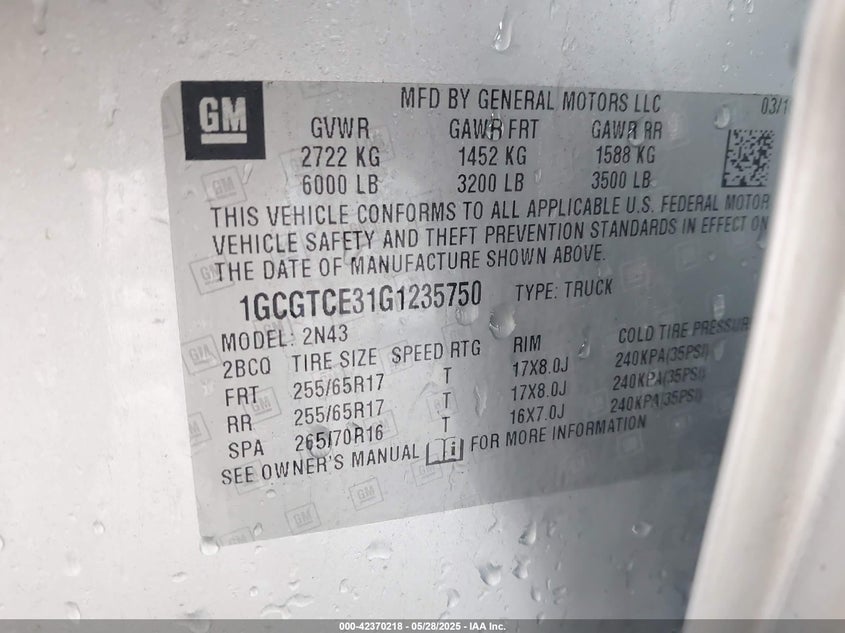 GM
MFD BY GENERAL MOTORS LLC 03/1
GVWR GAWR FRT GAWR RR
2722 KG 1452 KG 1588 KG
6000 LB 3200 LB 3500 LB
THIS VEHICLE CONFORMS TO ALL APPLICABLE U.S. FEDERAL MOTOR
VEHICLE SAFETY AND THEFT PREVENTION STANDARDS IN EFFECT ON
THE DATE OF MANUFACTURE SHOWN ABOVE.
1GCGTCE31G1235750 TYPE: TRUCK
MODEL: 2N43
2BCQ TIRE SIZE SPEED RTG RIM COLD TIRE PRESSURE
FRT 255/65R17 T 17X8.0J 240KPA(35PSI)
RR 255/65R17 T 17X8.0J 240KPA(35PSI)
SPA 265/70R16 T 16X7.0J 240KPA(35PSI)
SEE OWNER'S MANUAL FOR MORE INFORMATION
000-42370218 - 05/28/2025 - IAA Inc.